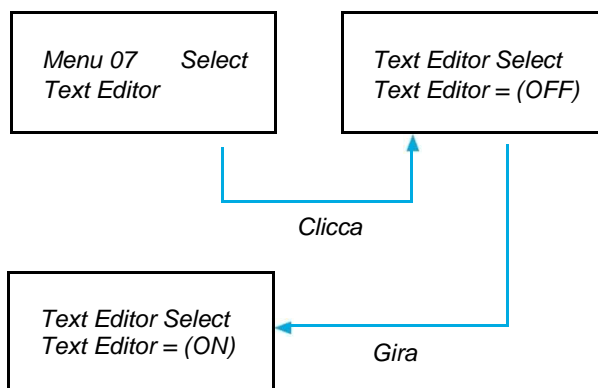 Menu 07 Select
Text Editor
Text Editor Select
Text Editor = (OFF)
Clicca
Text Editor Select
Text Editor = (ON)
Gira